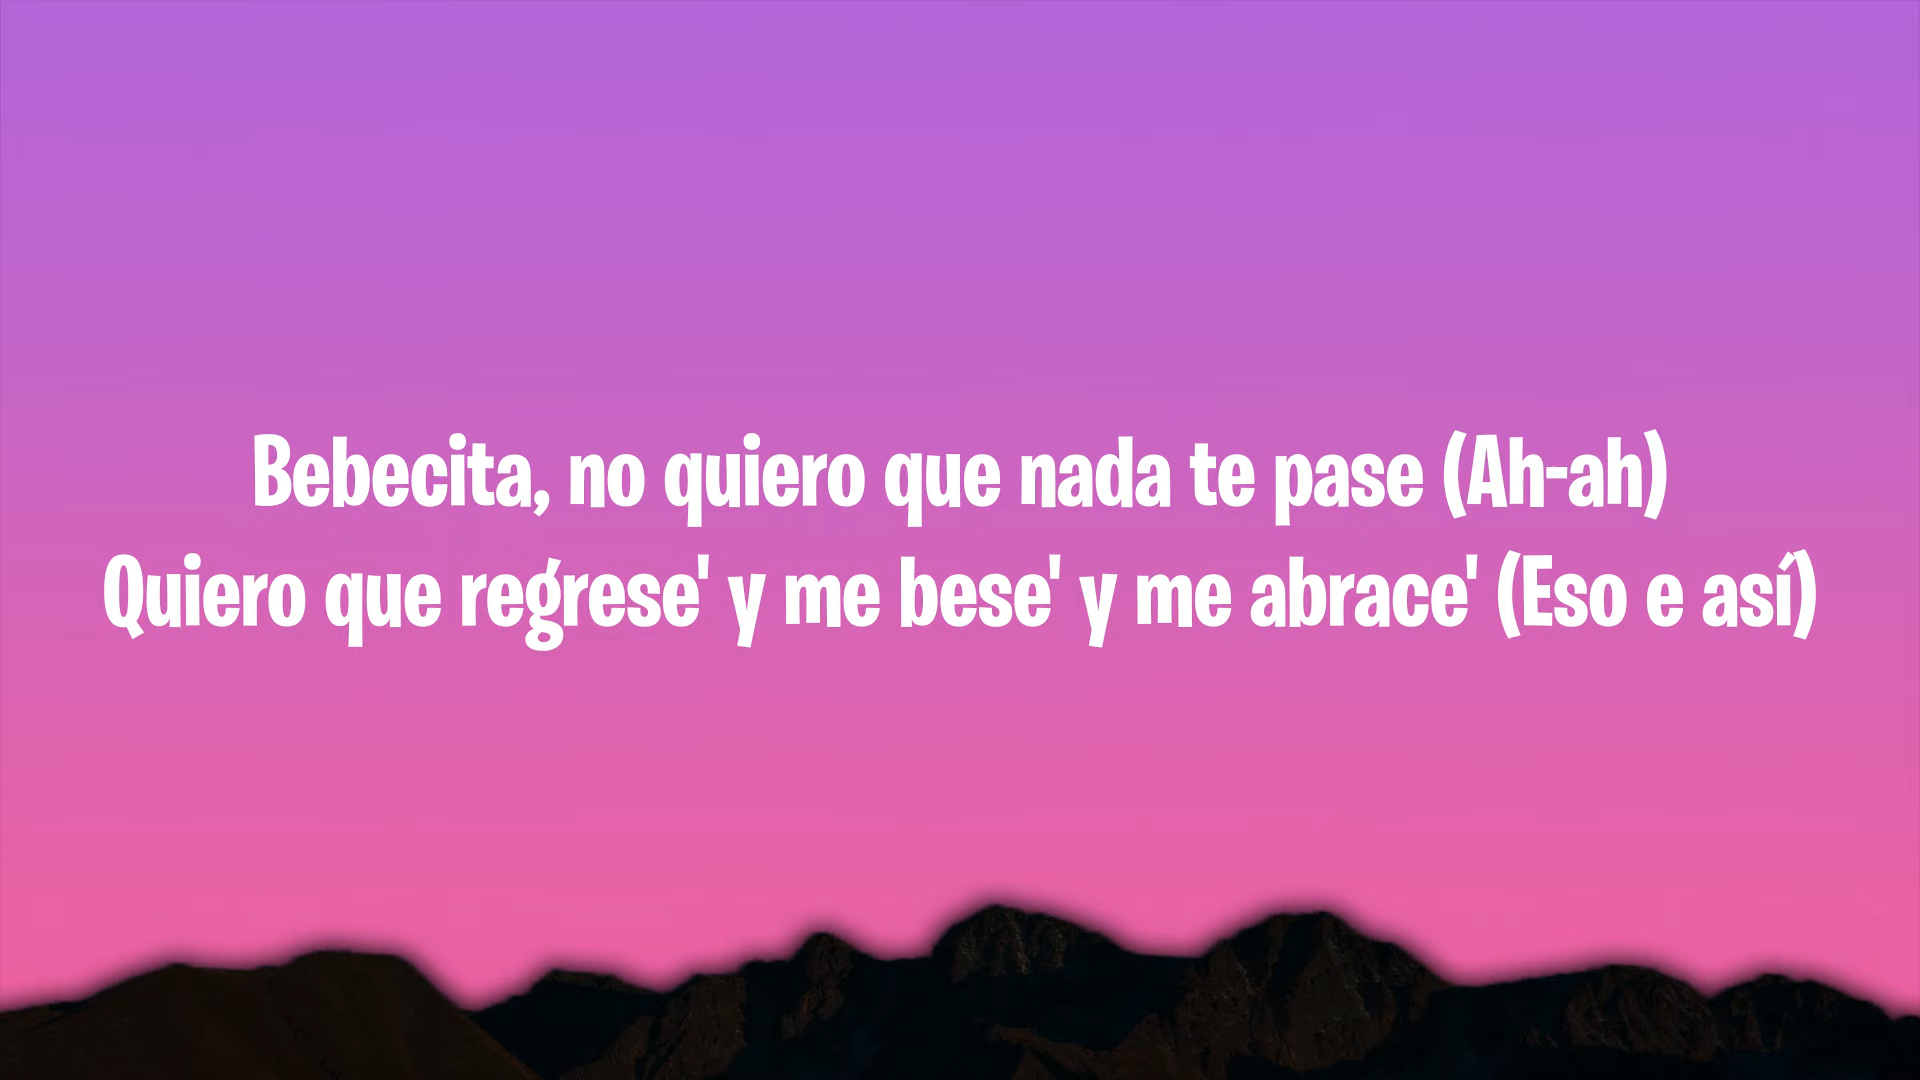 Bebecita, no quiero que nada te pase (Ah-ah)
Quiero que regrese' y me bese' y me abrace' (Eso e así)